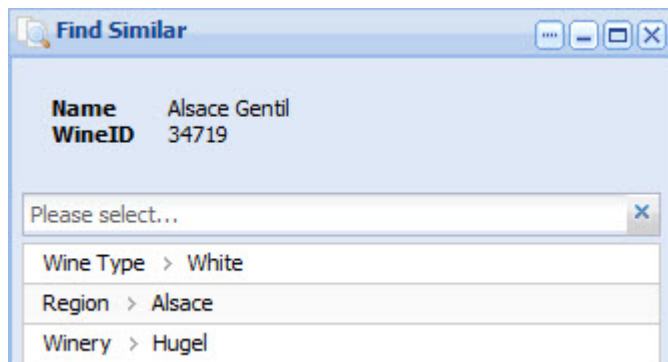 Find Similar
Name Alsace Gentil
WineID 34719
Please select...
Wine Type > White
Region > Alsace
Winery > Hugel